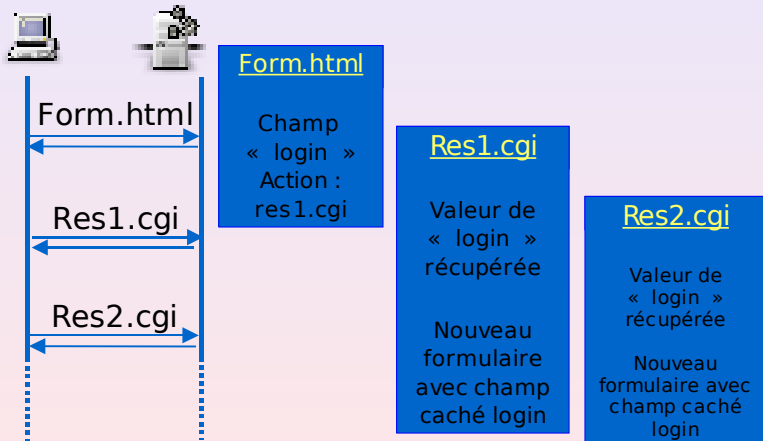 Form.html
Res1.cgi
Res2.cgi
Form.html
Champ
« login »
Action :
res1.cgi
Res1.cgi
Valeur de
« login »
récupérée
Nouveau
formulaire
avec champ
caché login
Res2.cgi
Valeur de
« login »
récupérée
Nouveau
formulaire avec
champ caché
login